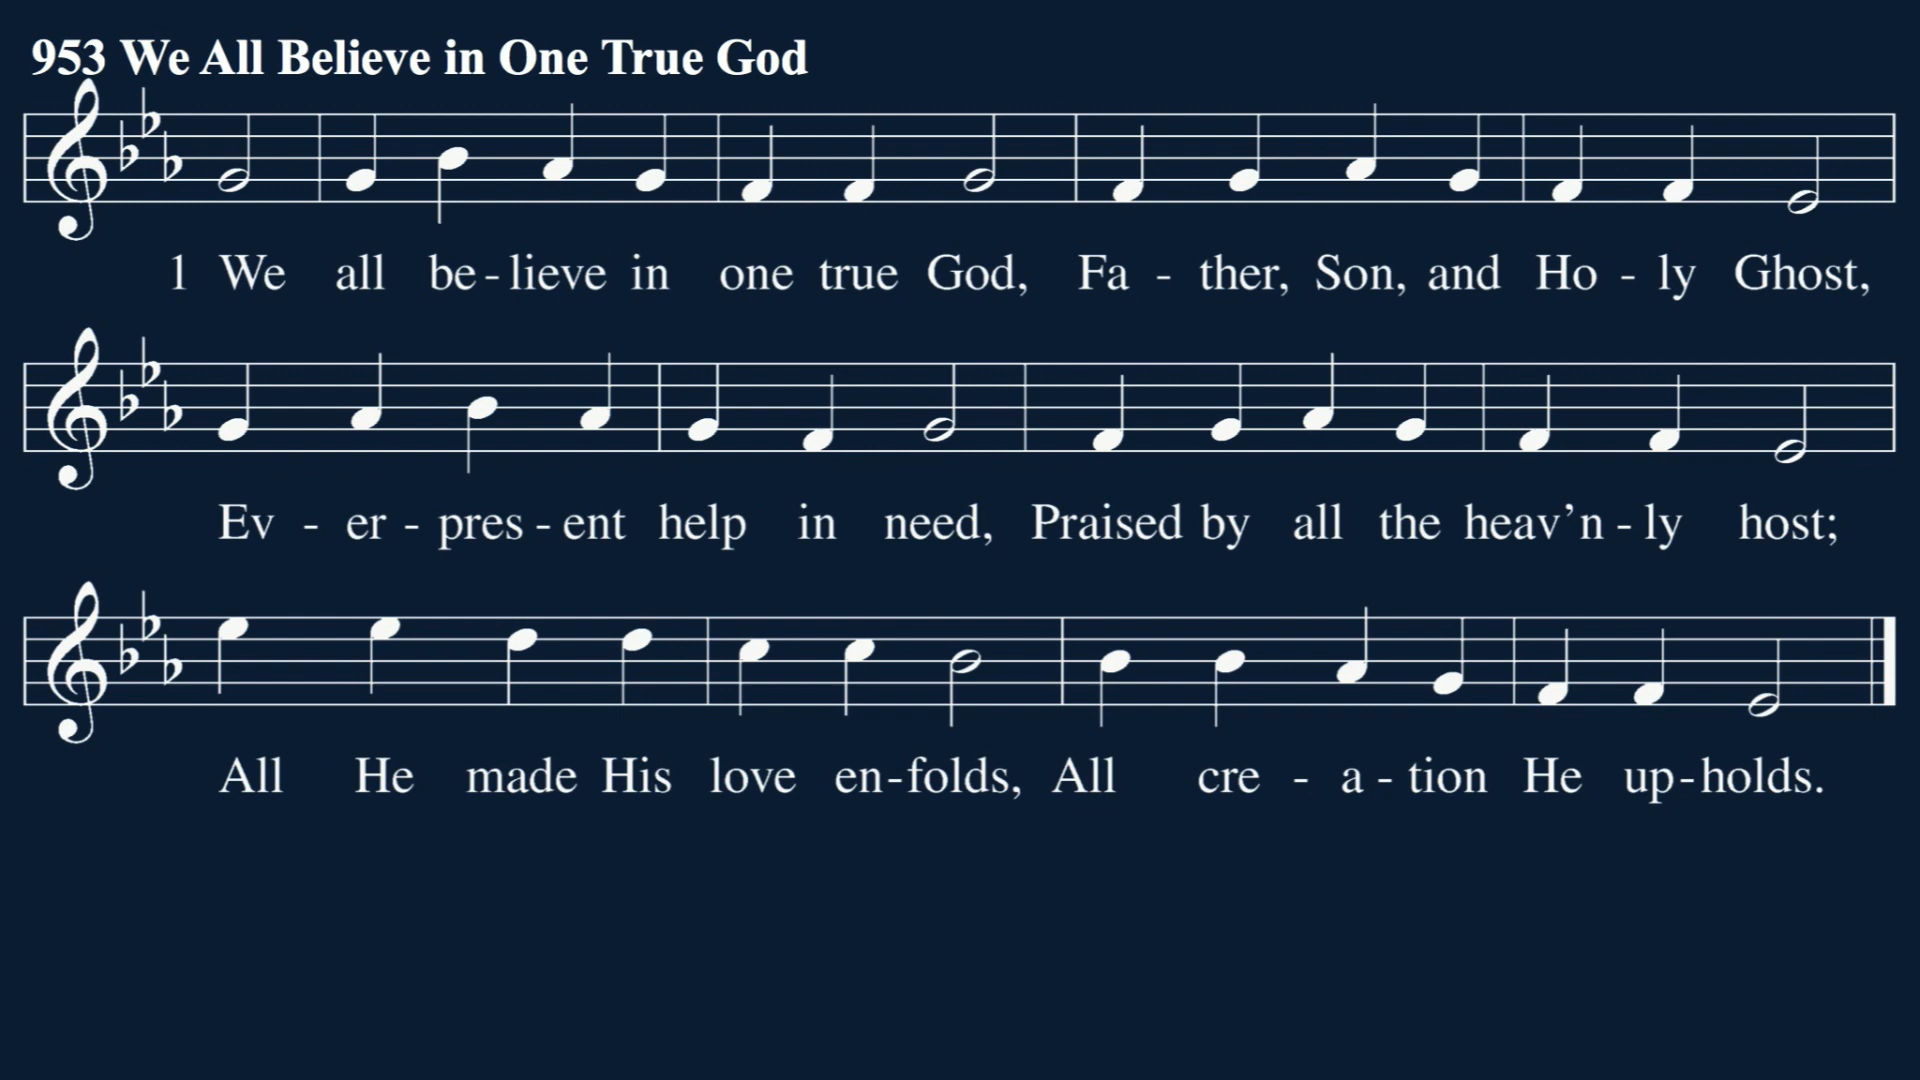 953 We All Believe in One True God
1 We all be - lieve in one true God, Fa - ther, Son, and Ho - ly Ghost,
Ev - er - pres - ent help in need, Praised by all the heav’n - ly host;
All He made His love en - folds, All cre - a - tion He up - holds.